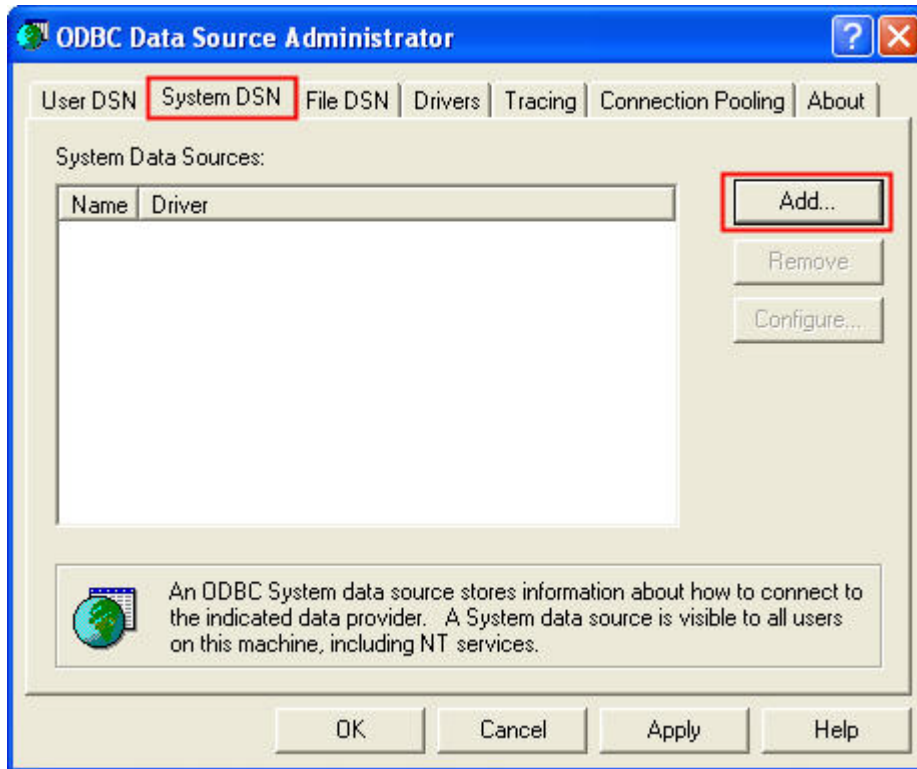 ODBC Data Source Administrator
User DSN System DSN File DSN Drivers Tracing Connection Pooling About
System Data Sources:
Name Driver
Add...
Remove
Configure...
An ODBC System data source stores information about how to connect to
the indicated data provider. A System data source is visible to all users
on this machine, including NT services.
OK Cancel Apply Help